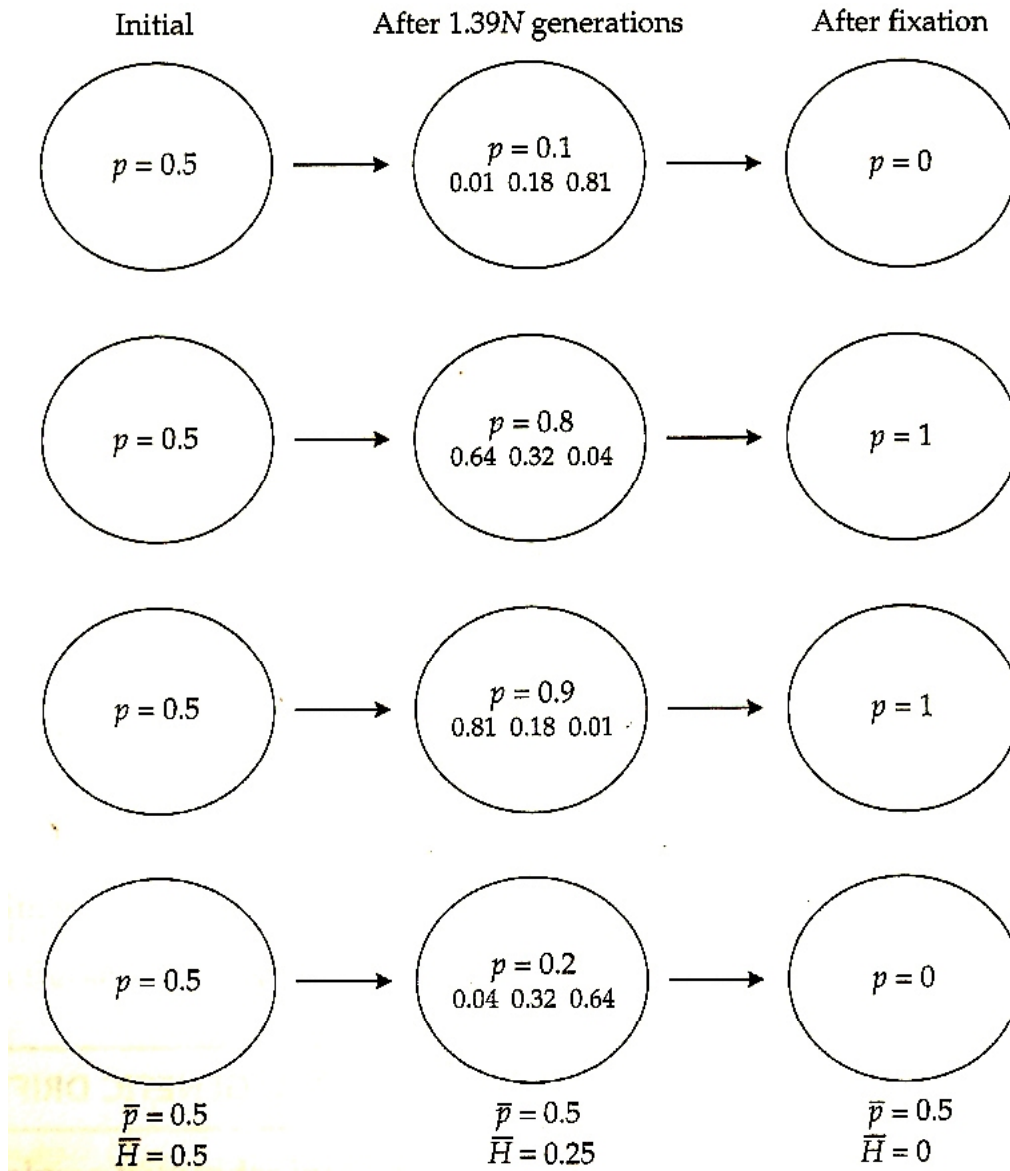 Initial After 1.39N generations After fixation
p = 0.5 p = 0.1 p = 0
0.01 0.18 0.81
p = 0.5 p = 0.8 p = 1
0.64 0.32 0.04
p = 0.5 p = 0.9 p = 1
0.81 0.18 0.01
p = 0.5 p = 0.2 p = 0
0.04 0.32 0.64
p̅ = 0.5 p̅ = 0.5 p̅ = 0.5
H̅ = 0.5 H̅ = 0.25 H̅ = 0